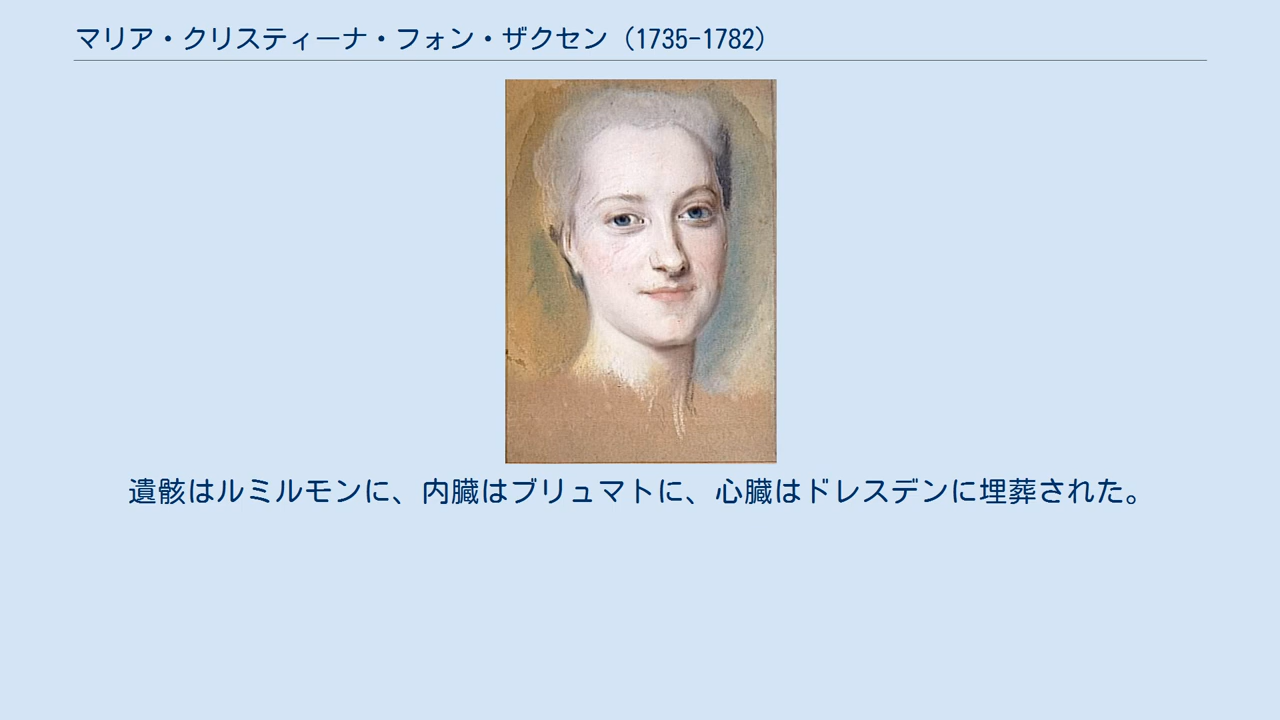 マリア・クリスティーナ・フォン・ザクセン（1735-1782）
遺骸はルミルモンに、内臓はブリュマトに、心臓はドレスデンに埋葬された。